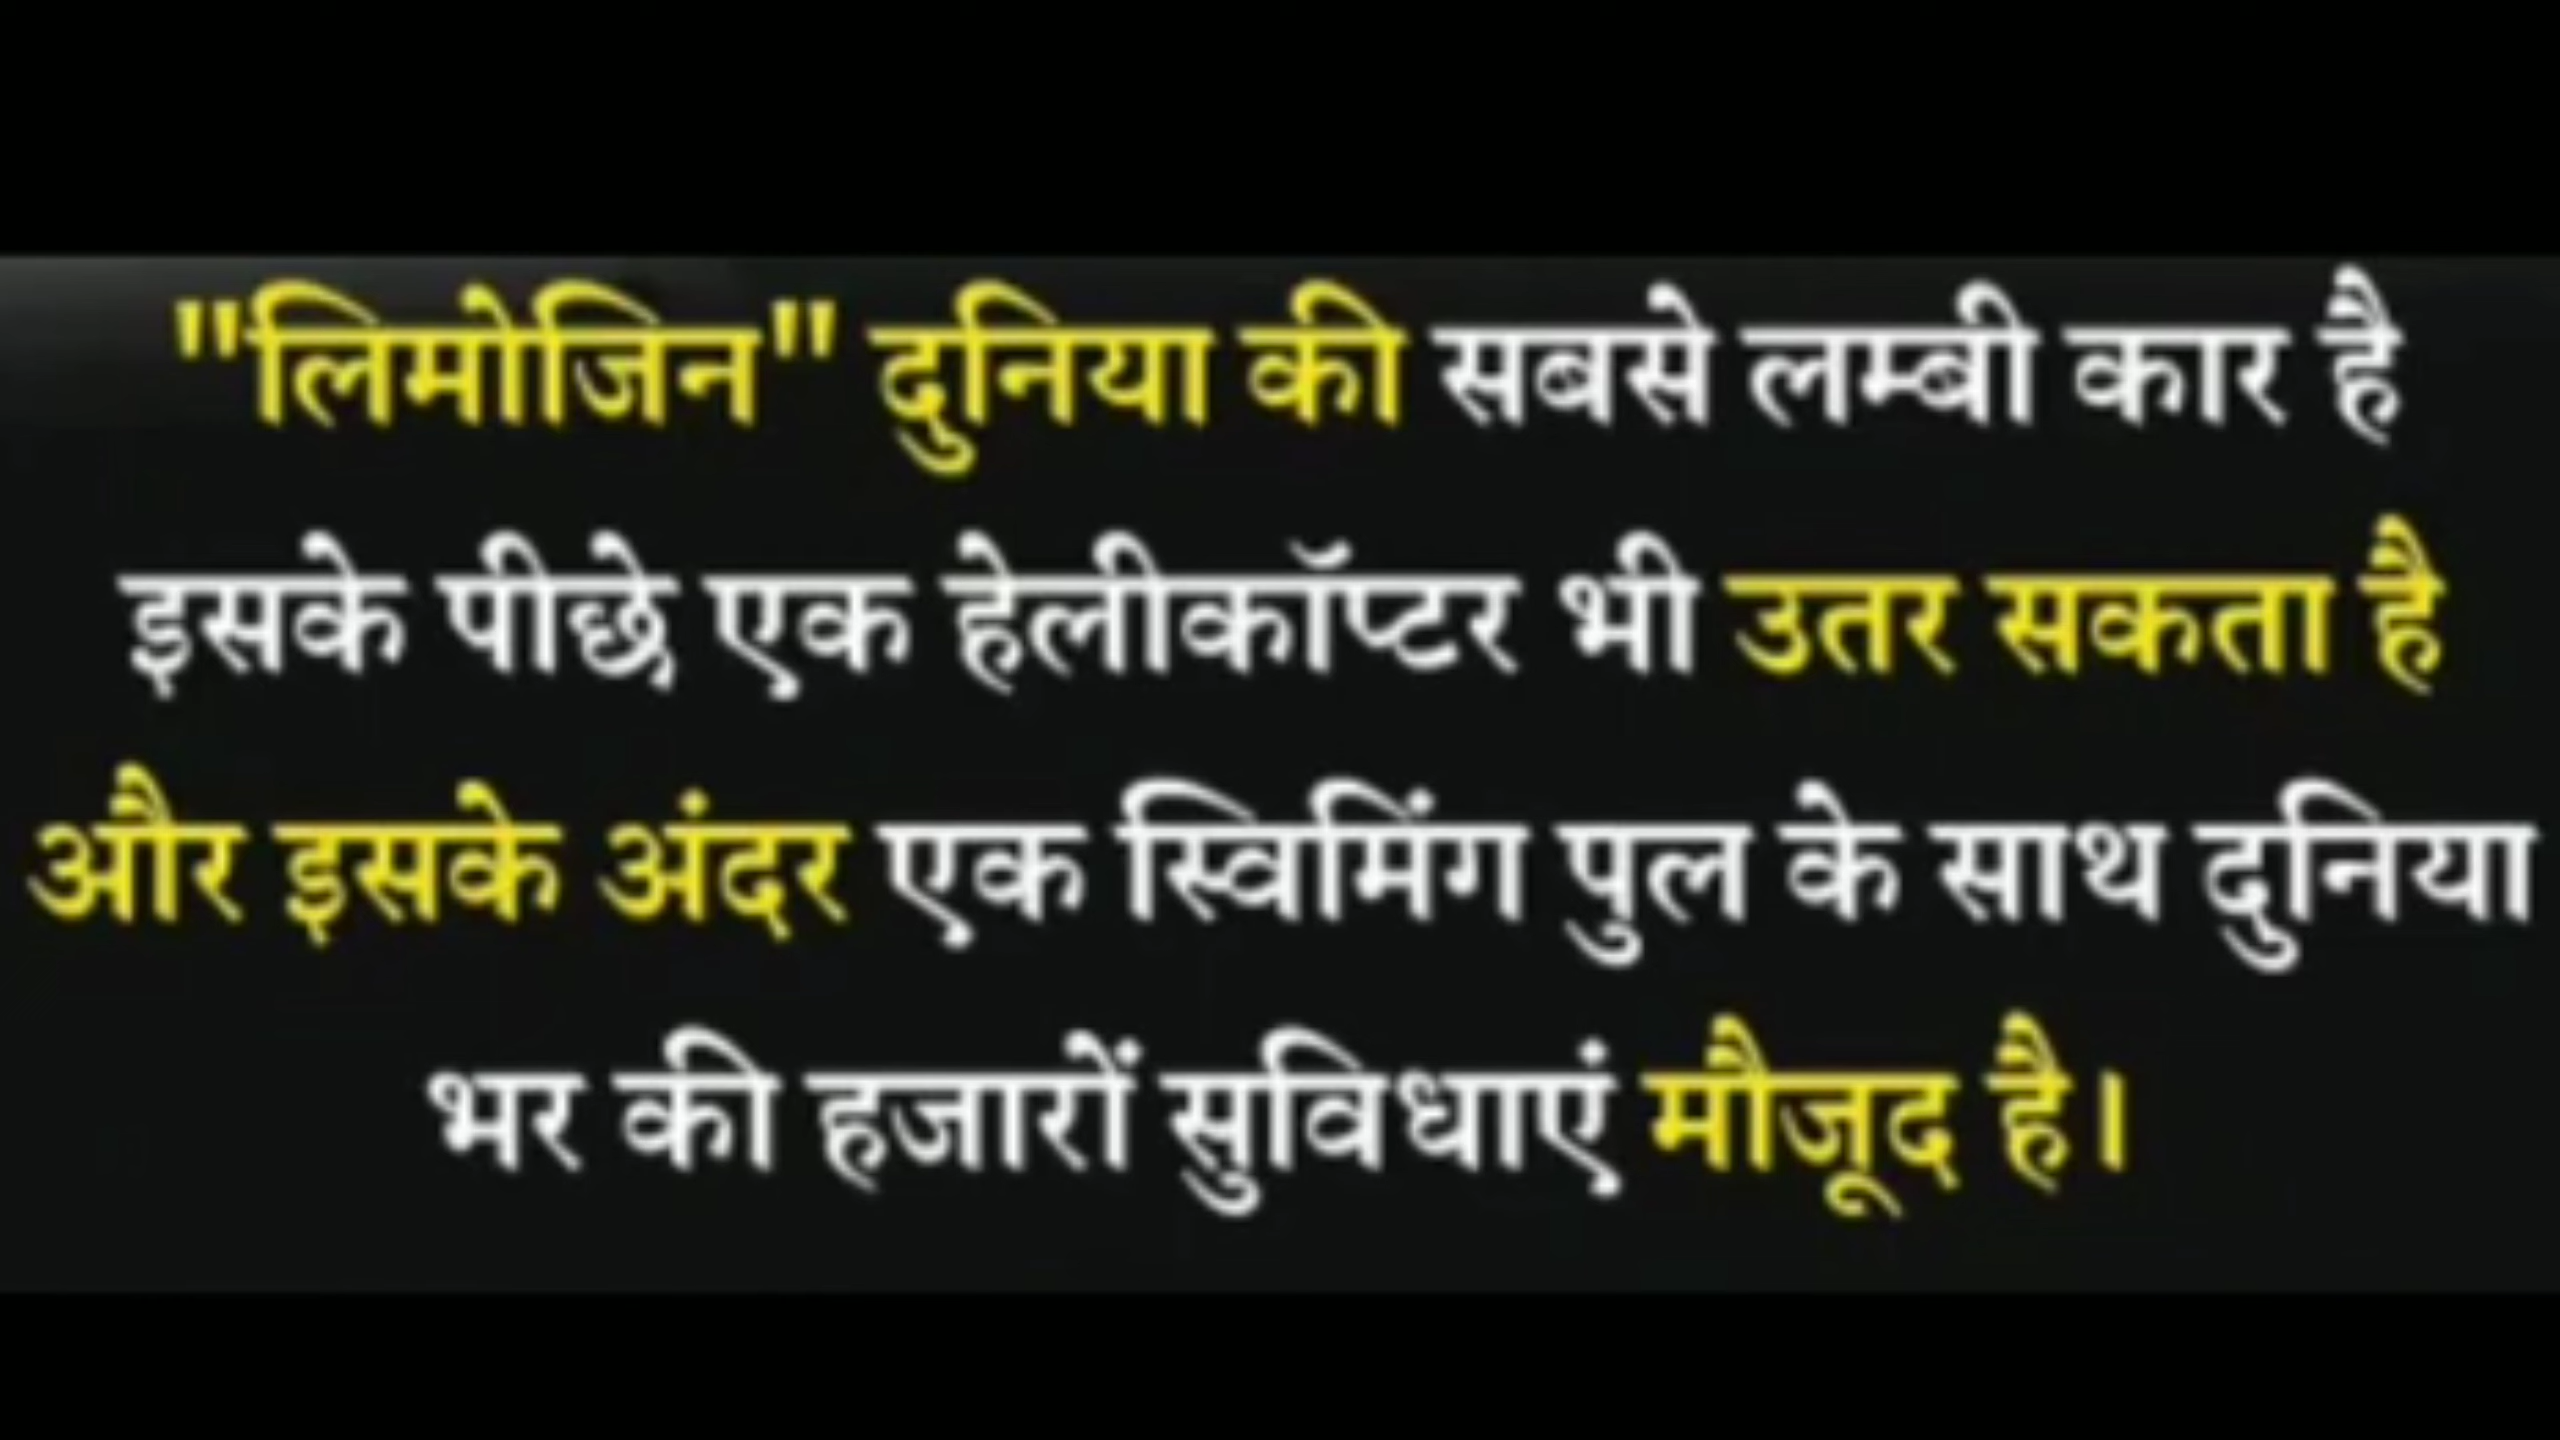 "लिमोजिन" दुनिया की सबसे लम्बी कार है
इसके पीछे एक हेलीकॉप्टर भी उतर सकता है
और इसके अंदर एक स्विमिंग पुल के साथ दुनिया
भर की हजारों सुविधाएं मौजूद है।